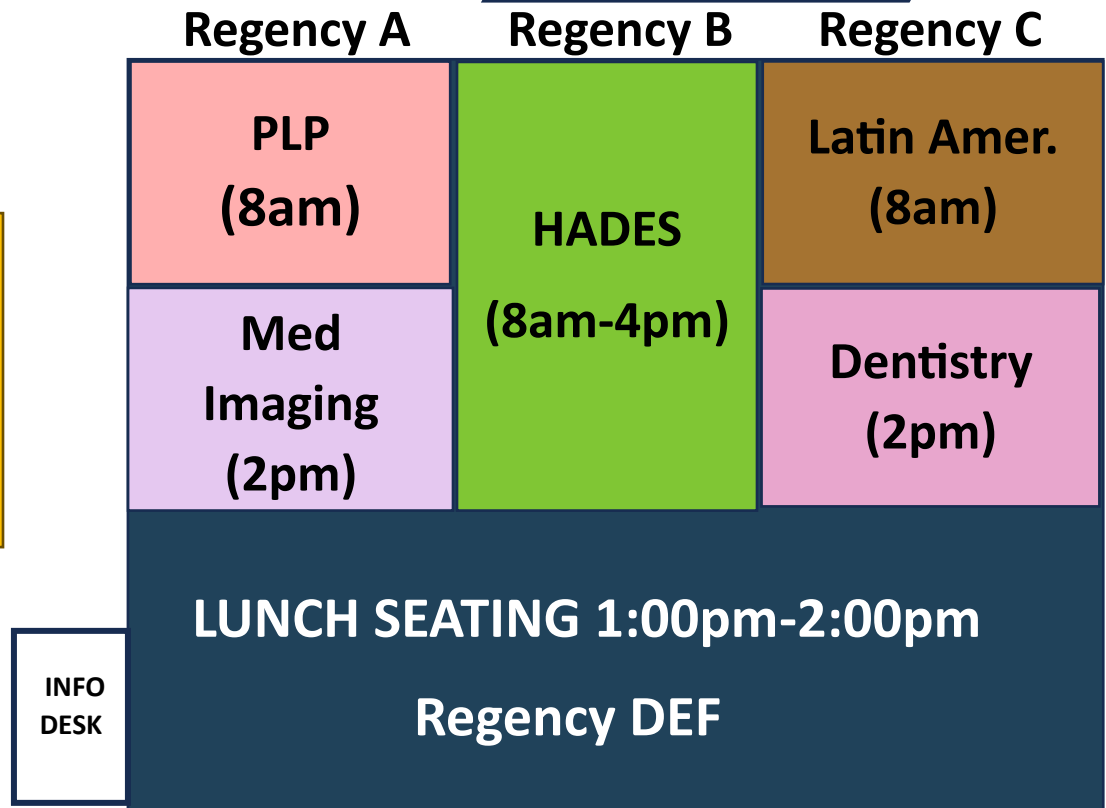 Regency A
Regency B
Regency C
PLP
(8am)
HADES
(8am-4pm)
Latin Amer.
(8am)
Med
Imaging
(2pm)
Dentistry
(2pm)
LUNCH SEATING 1:00pm-2:00pm
Regency DEF
INFO
DESK